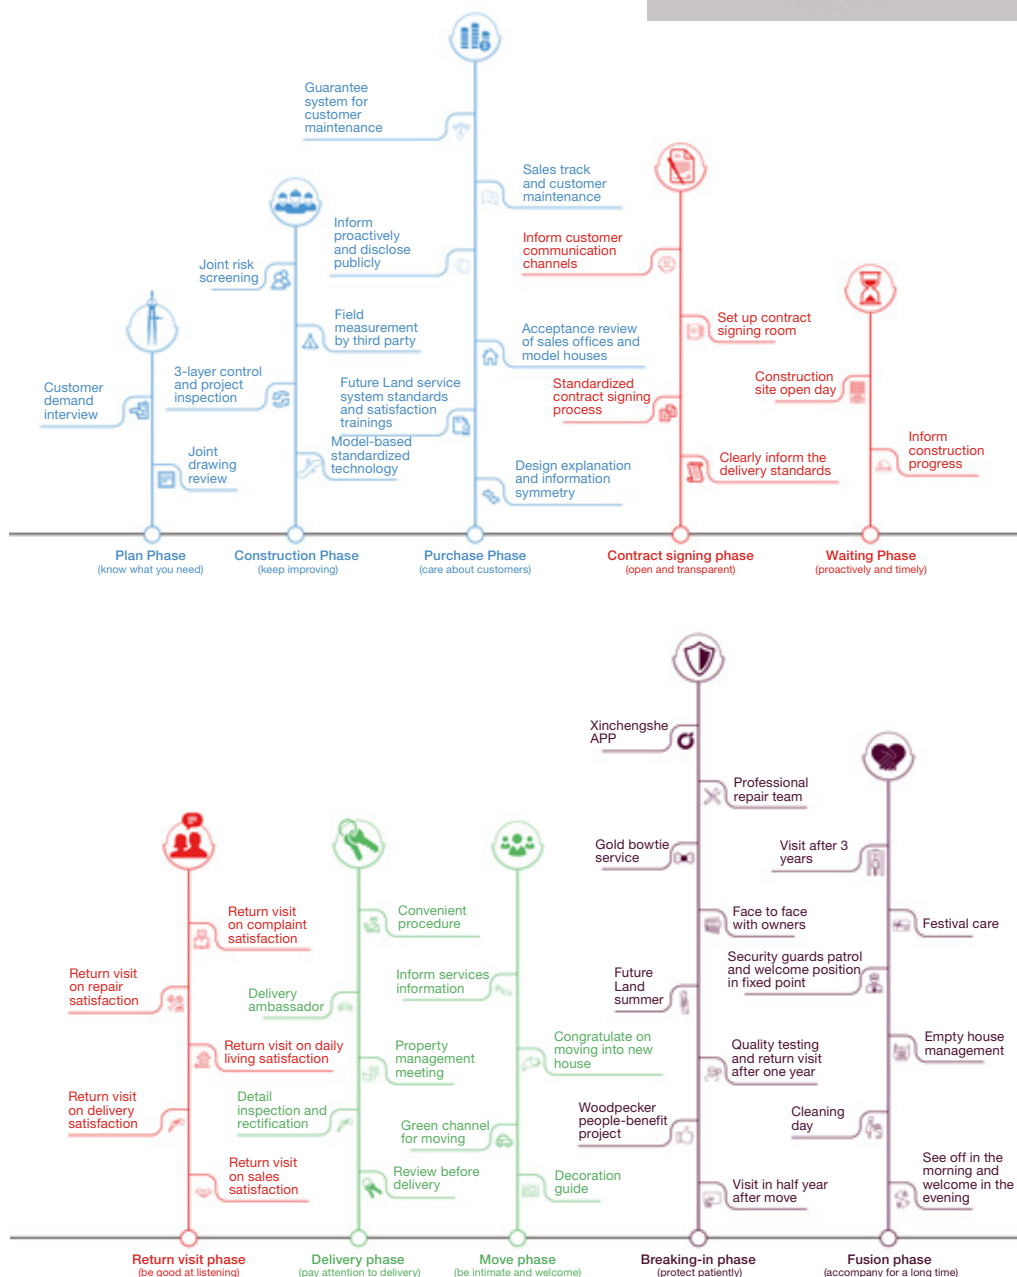 Guarantee
system for
customer
maintenance
Sales track
and customer
maintenance
Inform
proactively
and disclose
publicly
Inform customer
communication
channels
Joint risk
screening
Field
measurement
by third party
Set up contract
signing room
Acceptance review
of sales offices and
model houses
3-layer control
and project
inspection
Construction
site open day
Customer
demand
interview
Future Land service
system standards
and satisfaction
trainings
Standardized
contract signing
process
Model-based
standardized
technology
Inform
construction
progress
Joint
drawing
review
Clearly inform the
delivery standards
Design explanation
and information
symmetry
Plan Phase
(know what you need)
Construction Phase
(keep improving)
Purchase Phase
(care about customers)
Contract signing phase
(open and transparent)
Waiting Phase
(proactively and timely)
Xinchengshe
APP
Professional
repair team
Gold bowtie
service
Visit after 3
years
Return visit
on complaint
satisfaction
Convenient
procedure
Face to face
with owners
Festival care
Return visit
on repair
satisfaction
Delivery
ambassador
Inform services
information
Future
Land
summer
Security guards patrol
and welcome position
in fixed point
Return visit on daily
living satisfaction
Property
management
meeting
Congratulate on
moving into new
house
Quality testing
and return visit
after one year
Empty house
management
Return visit
on delivery
satisfaction
Detail
inspection and
rectification
Green channel
for moving
Woodpecker
people-benefit
project
Cleaning
day
Return visit
on sales
satisfaction
Review before
delivery
Decoration
guide
Visit in half year
after move
See off in the
morning and
welcome in the
evening
Return visit phase
(be good at listening)
Delivery phase
(pay attention to delivery)
Move phase
(be intimate and welcome)
Breaking-in phase
(protect patiently)
Fusion phase
(accompany for a long time)